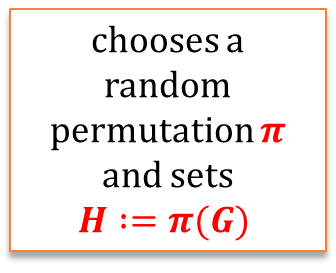 chooses a
random
permutation π
and sets
H := π(G)